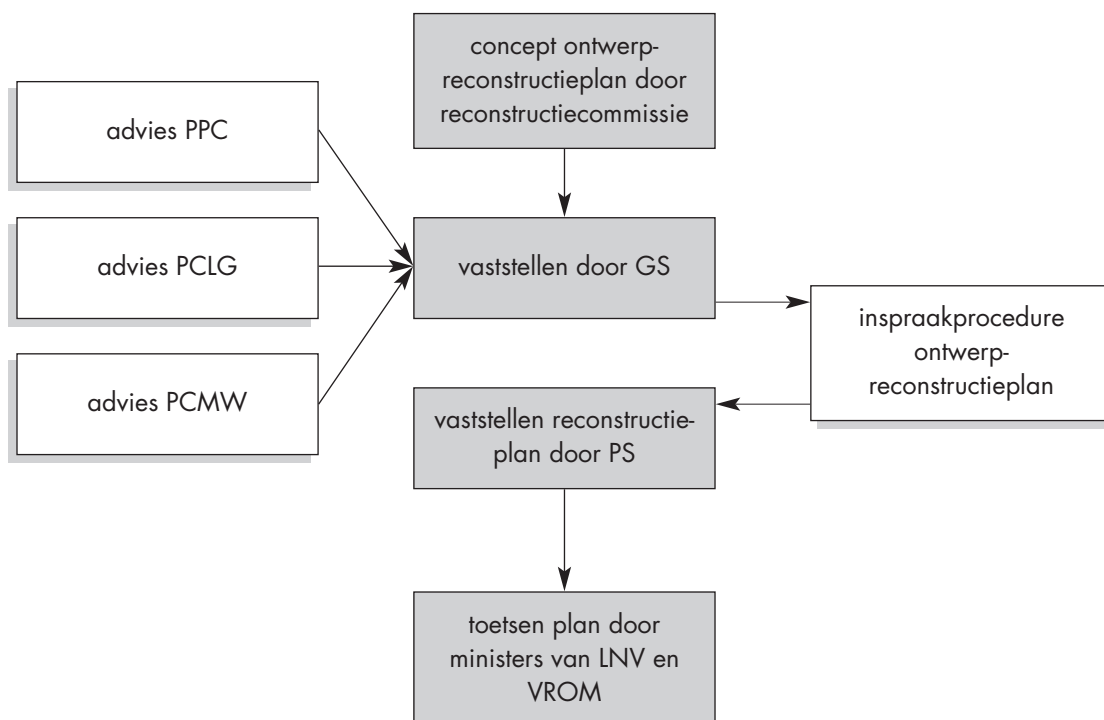 concept ontwerp-
reconstructieplan door
reconstructiecommissie
advies PPC
advies PCLG
vaststellen door GS
advies PCMW
inspraakprocedure
ontwerp-
reconstructieplan
vaststellen reconstructie-
plan door PS
toetsen plan door
ministers van LNV en
VROM